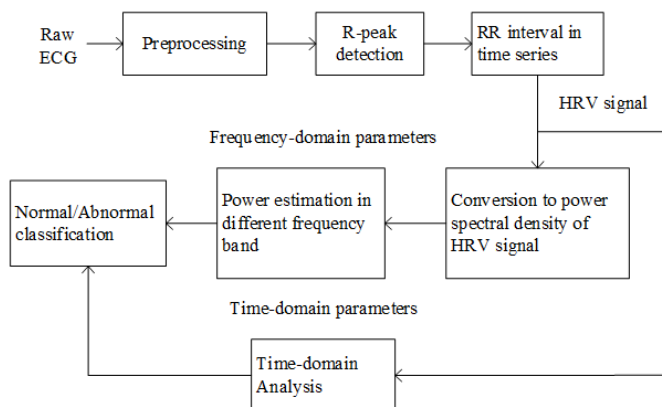 Raw
ECG
Preprocessing
R-peak
detection
RR interval in
time series
HRV signal
Frequency-domain parameters
Normal/Abnormal
classification
Power estimation in
different frequency
band
Conversion to power
spectral density of
HRV signal
Time-domain parameters
Time-domain
Analysis